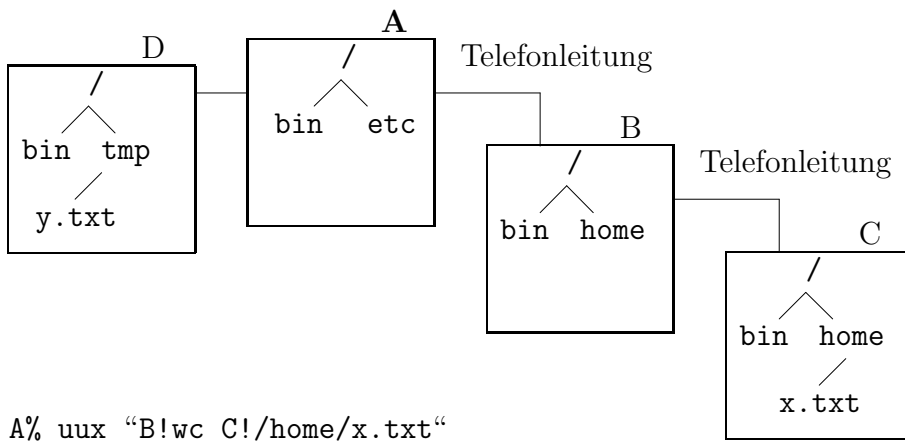 A
D
/
Telefonleitung
/
bin etc
bin tmp
y.txt
B
/
Telefonleitung
bin home
C
/
bin home
x.txt
A% uux “B!wc C!/home/x.txt“